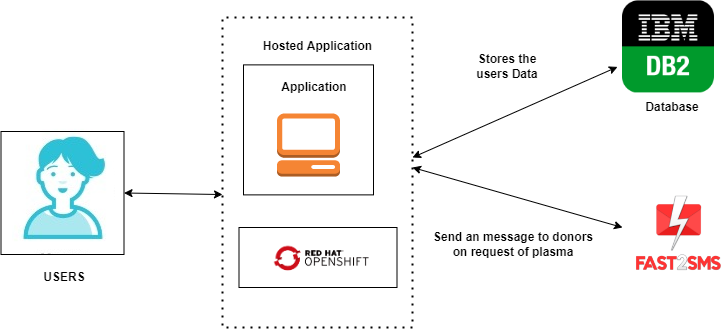 Hosted Application
Application
RED HAT
OPENSHIFT
USERS
Stores the
users Data
IBM
DB2
Database
Send an message to donors
on request of plasma
FAST2SMS